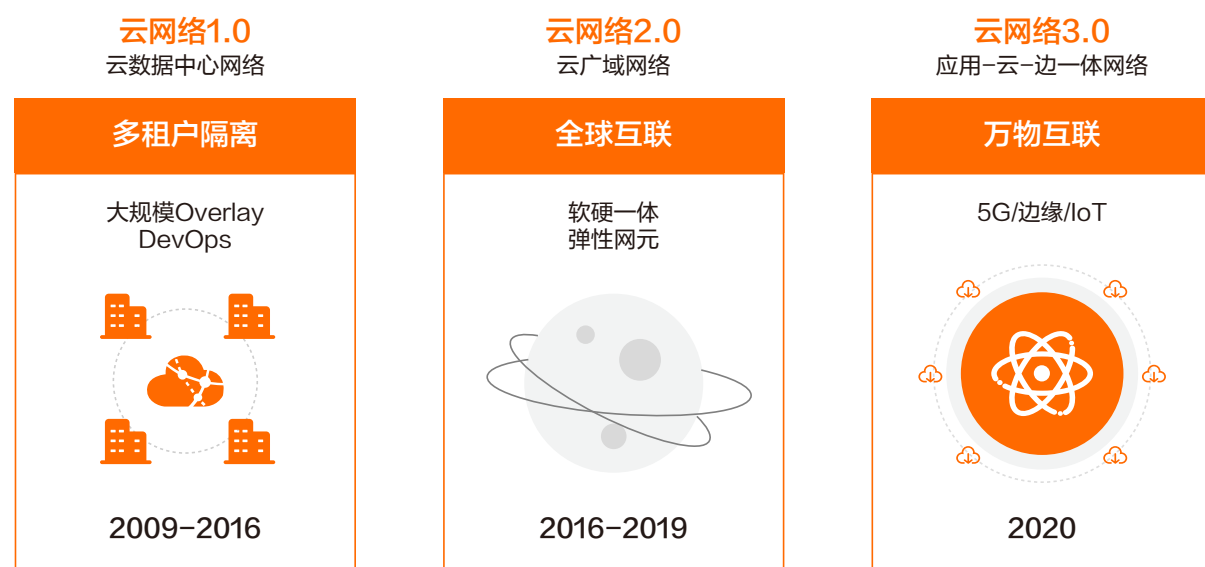 云网络1.0
云数据中心网络
多租户隔离
大规模Overlay
DevOps
2009-2016
云网络2.0
云广域网络
全球互联
软硬一体
弹性网元
2016-2019
云网络3.0
应用-云-边一体网络
万物互联
5G/边缘/IoT
2020